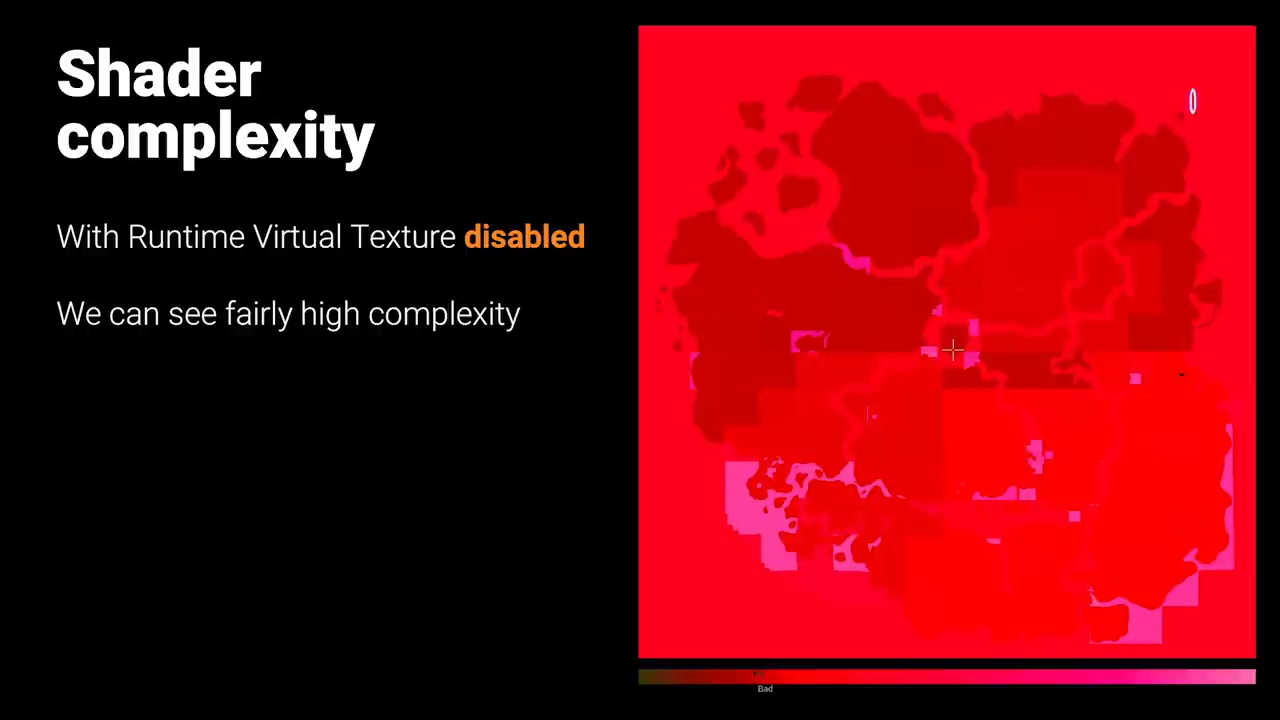 Shader
complexity
With Runtime Virtual Texture disabled
We can see fairly high complexity
Bad